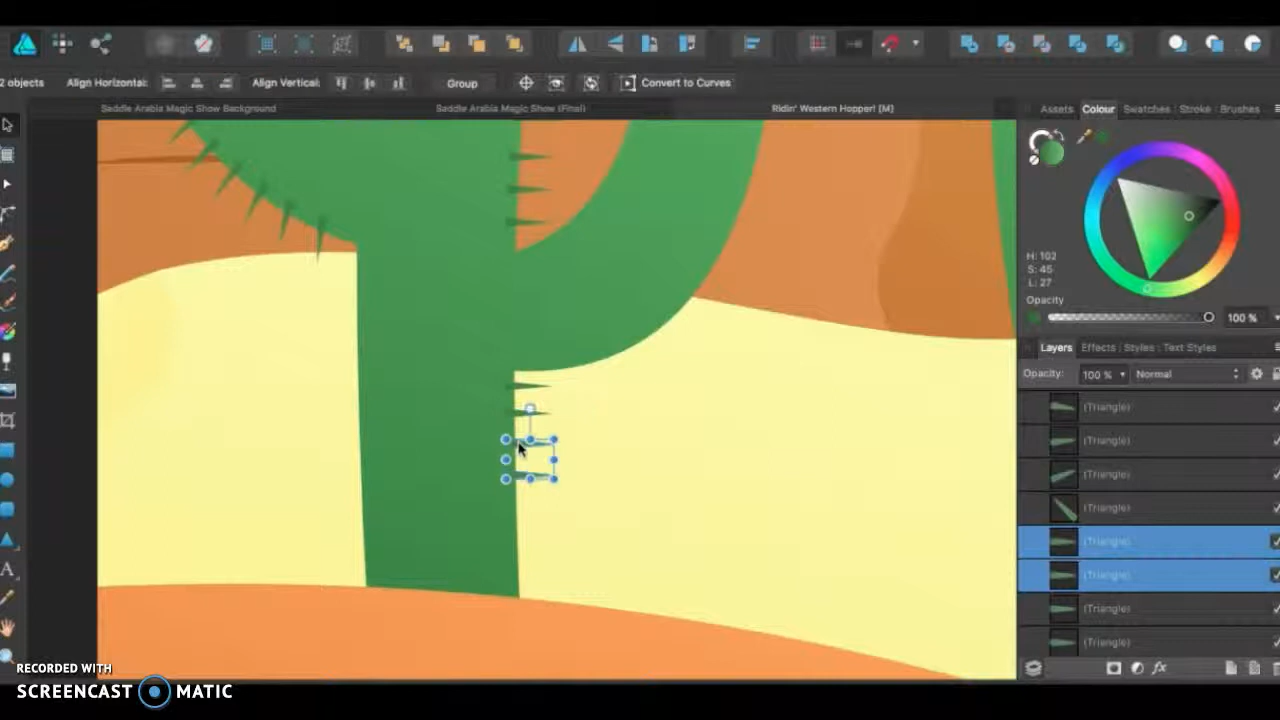 2 objects Align Horizontal: Align Vertical: Group Convert to Curves
Saddle Arabia Magic Show Background Saddle Arabia Magic Show (Final) Ridin' Western Hopper! [M]
Assets Colour Swatches Stroke Brushes
H: 102
S: 45
L: 27
Opacity
100 %
Layers Effects Styles Text Styles
Opacity: 100 % Normal
(Triangle)
(Triangle)
(Triangle)
(Triangle)
(Triangle)
(Triangle)
(Triangle)
(Triangle)
A
fx
RECORDED WITH
SCREENCAST MATIC